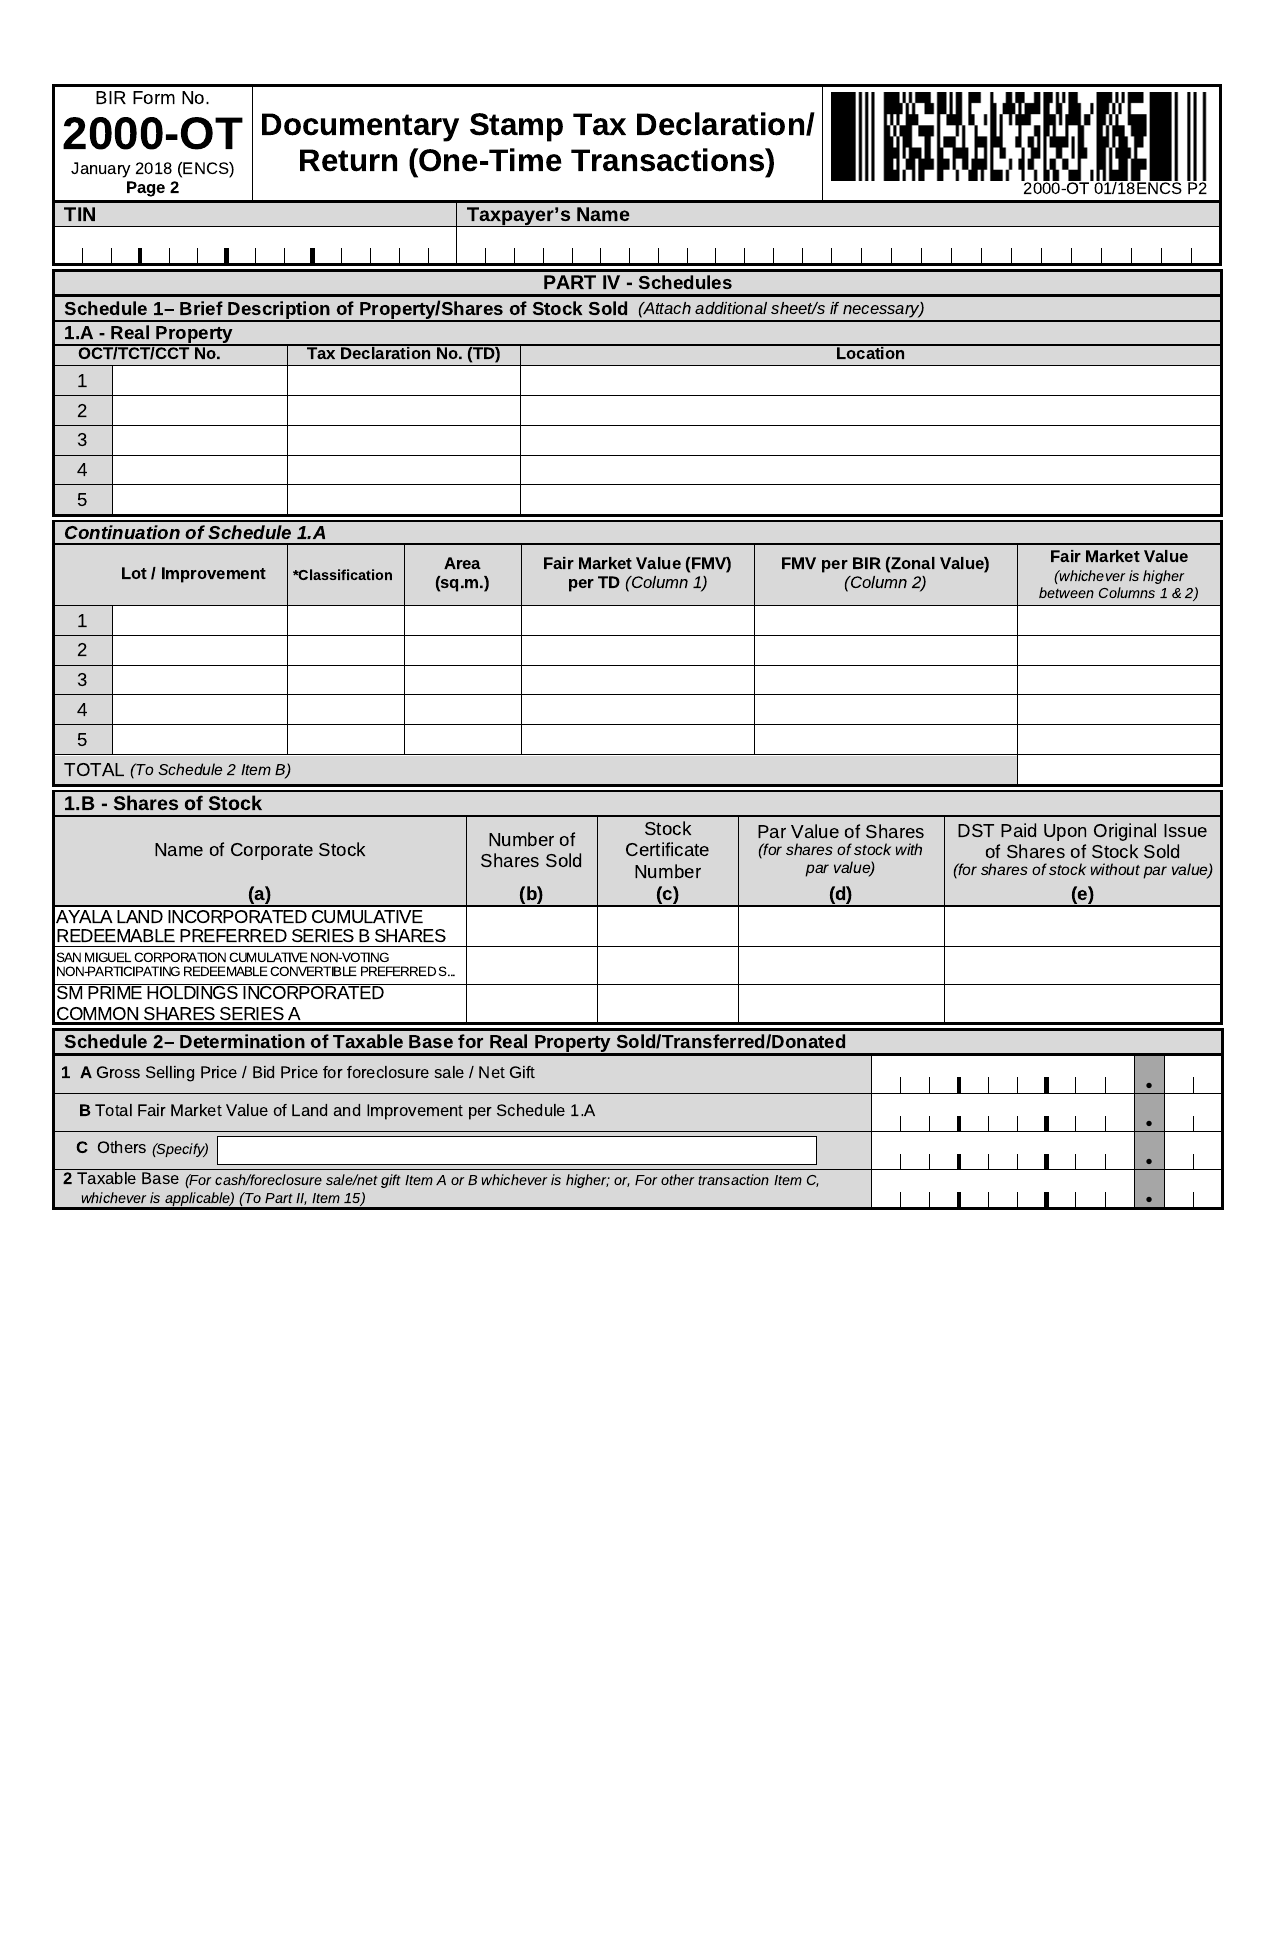 BIR Form No.
2000-OT
January 2018 (ENCS)
Page 2
Documentary Stamp Tax Declaration/
Return (One-Time Transactions)
2000-OT 01/18ENCS P2
TIN
Taxpayer’s Name
PART IV - Schedules
Schedule 1– Brief Description of Property/Shares of Stock Sold (Attach additional sheet/s if necessary)
1.A - Real Property
OCT/TCT/CCT No.
Tax Declaration No. (TD)
Location
1
2
3
4
5
Continuation of Schedule 1.A
Lot / Improvement
*Classification
Area
(sq.m.)
Fair Market Value (FMV)
per TD (Column 1)
FMV per BIR (Zonal Value)
(Column 2)
Fair Market Value
(whichever is higher
between Columns 1 & 2)
1
2
3
4
5
TOTAL (To Schedule 2 Item B)
1.B - Shares of Stock
Name of Corporate Stock
(a)
Number of
Shares Sold
(b)
Stock
Certificate
Number
(c)
Par Value of Shares
(for shares of stock with
par value)
(d)
DST Paid Upon Original Issue
of Shares of Stock Sold
(for shares of stock without par value)
(e)
AYALA LAND INCORPORATED CUMULATIVE
REDEEMABLE PREFERRED SERIES B SHARES
SAN MIGUEL CORPORATION CUMULATIVE NON-VOTING
NON-PARTICIPATING REDEEMABLE CONVERTIBLE PREFERRED S...
SM PRIME HOLDINGS INCORPORATED
COMMON SHARES SERIES A
Schedule 2– Determination of Taxable Base for Real Property Sold/Transferred/Donated
1 A Gross Selling Price / Bid Price for foreclosure sale / Net Gift
B Total Fair Market Value of Land and Improvement per Schedule 1.A
C Others (Specify)
2 Taxable Base (For cash/foreclosure sale/net gift Item A or B whichever is higher; or, For other transaction Item C,
whichever is applicable) (To Part II, Item 15)